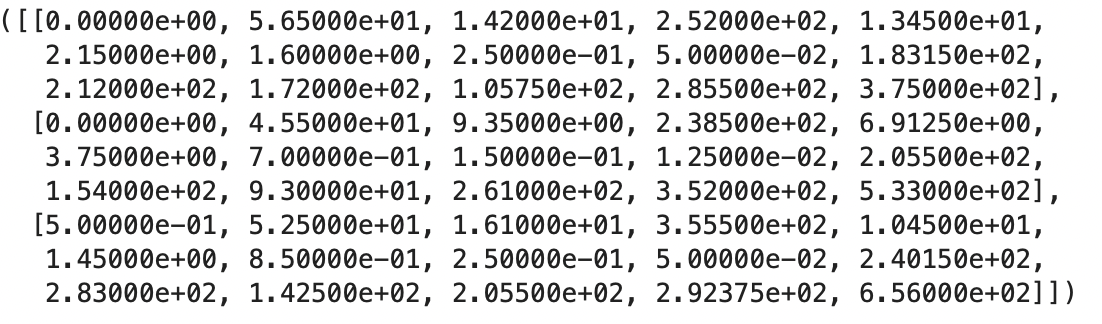 ([[0.00000e+00, 5.65000e+01, 1.42000e+01, 2.52000e+02, 1.34500e+01,
2.15000e+00, 1.60000e+00, 2.50000e-01, 5.00000e-02, 1.83150e+02,
2.12000e+02, 1.72000e+02, 1.05750e+02, 2.85500e+02, 3.75000e+02],
[0.00000e+00, 4.55000e+01, 9.35000e+00, 2.38500e+02, 6.91250e+00,
3.75000e+00, 7.00000e-01, 1.50000e-01, 1.25000e-02, 2.05500e+02,
1.54000e+02, 9.30000e+01, 2.61000e+02, 3.52000e+02, 5.33000e+02],
[5.00000e-01, 5.25000e+01, 1.61000e+01, 3.55500e+02, 1.04500e+01,
1.45000e+00, 8.50000e-01, 2.50000e-01, 5.00000e-02, 2.40150e+02,
2.83000e+02, 1.42500e+02, 2.05500e+02, 2.92375e+02, 6.56000e+02]])